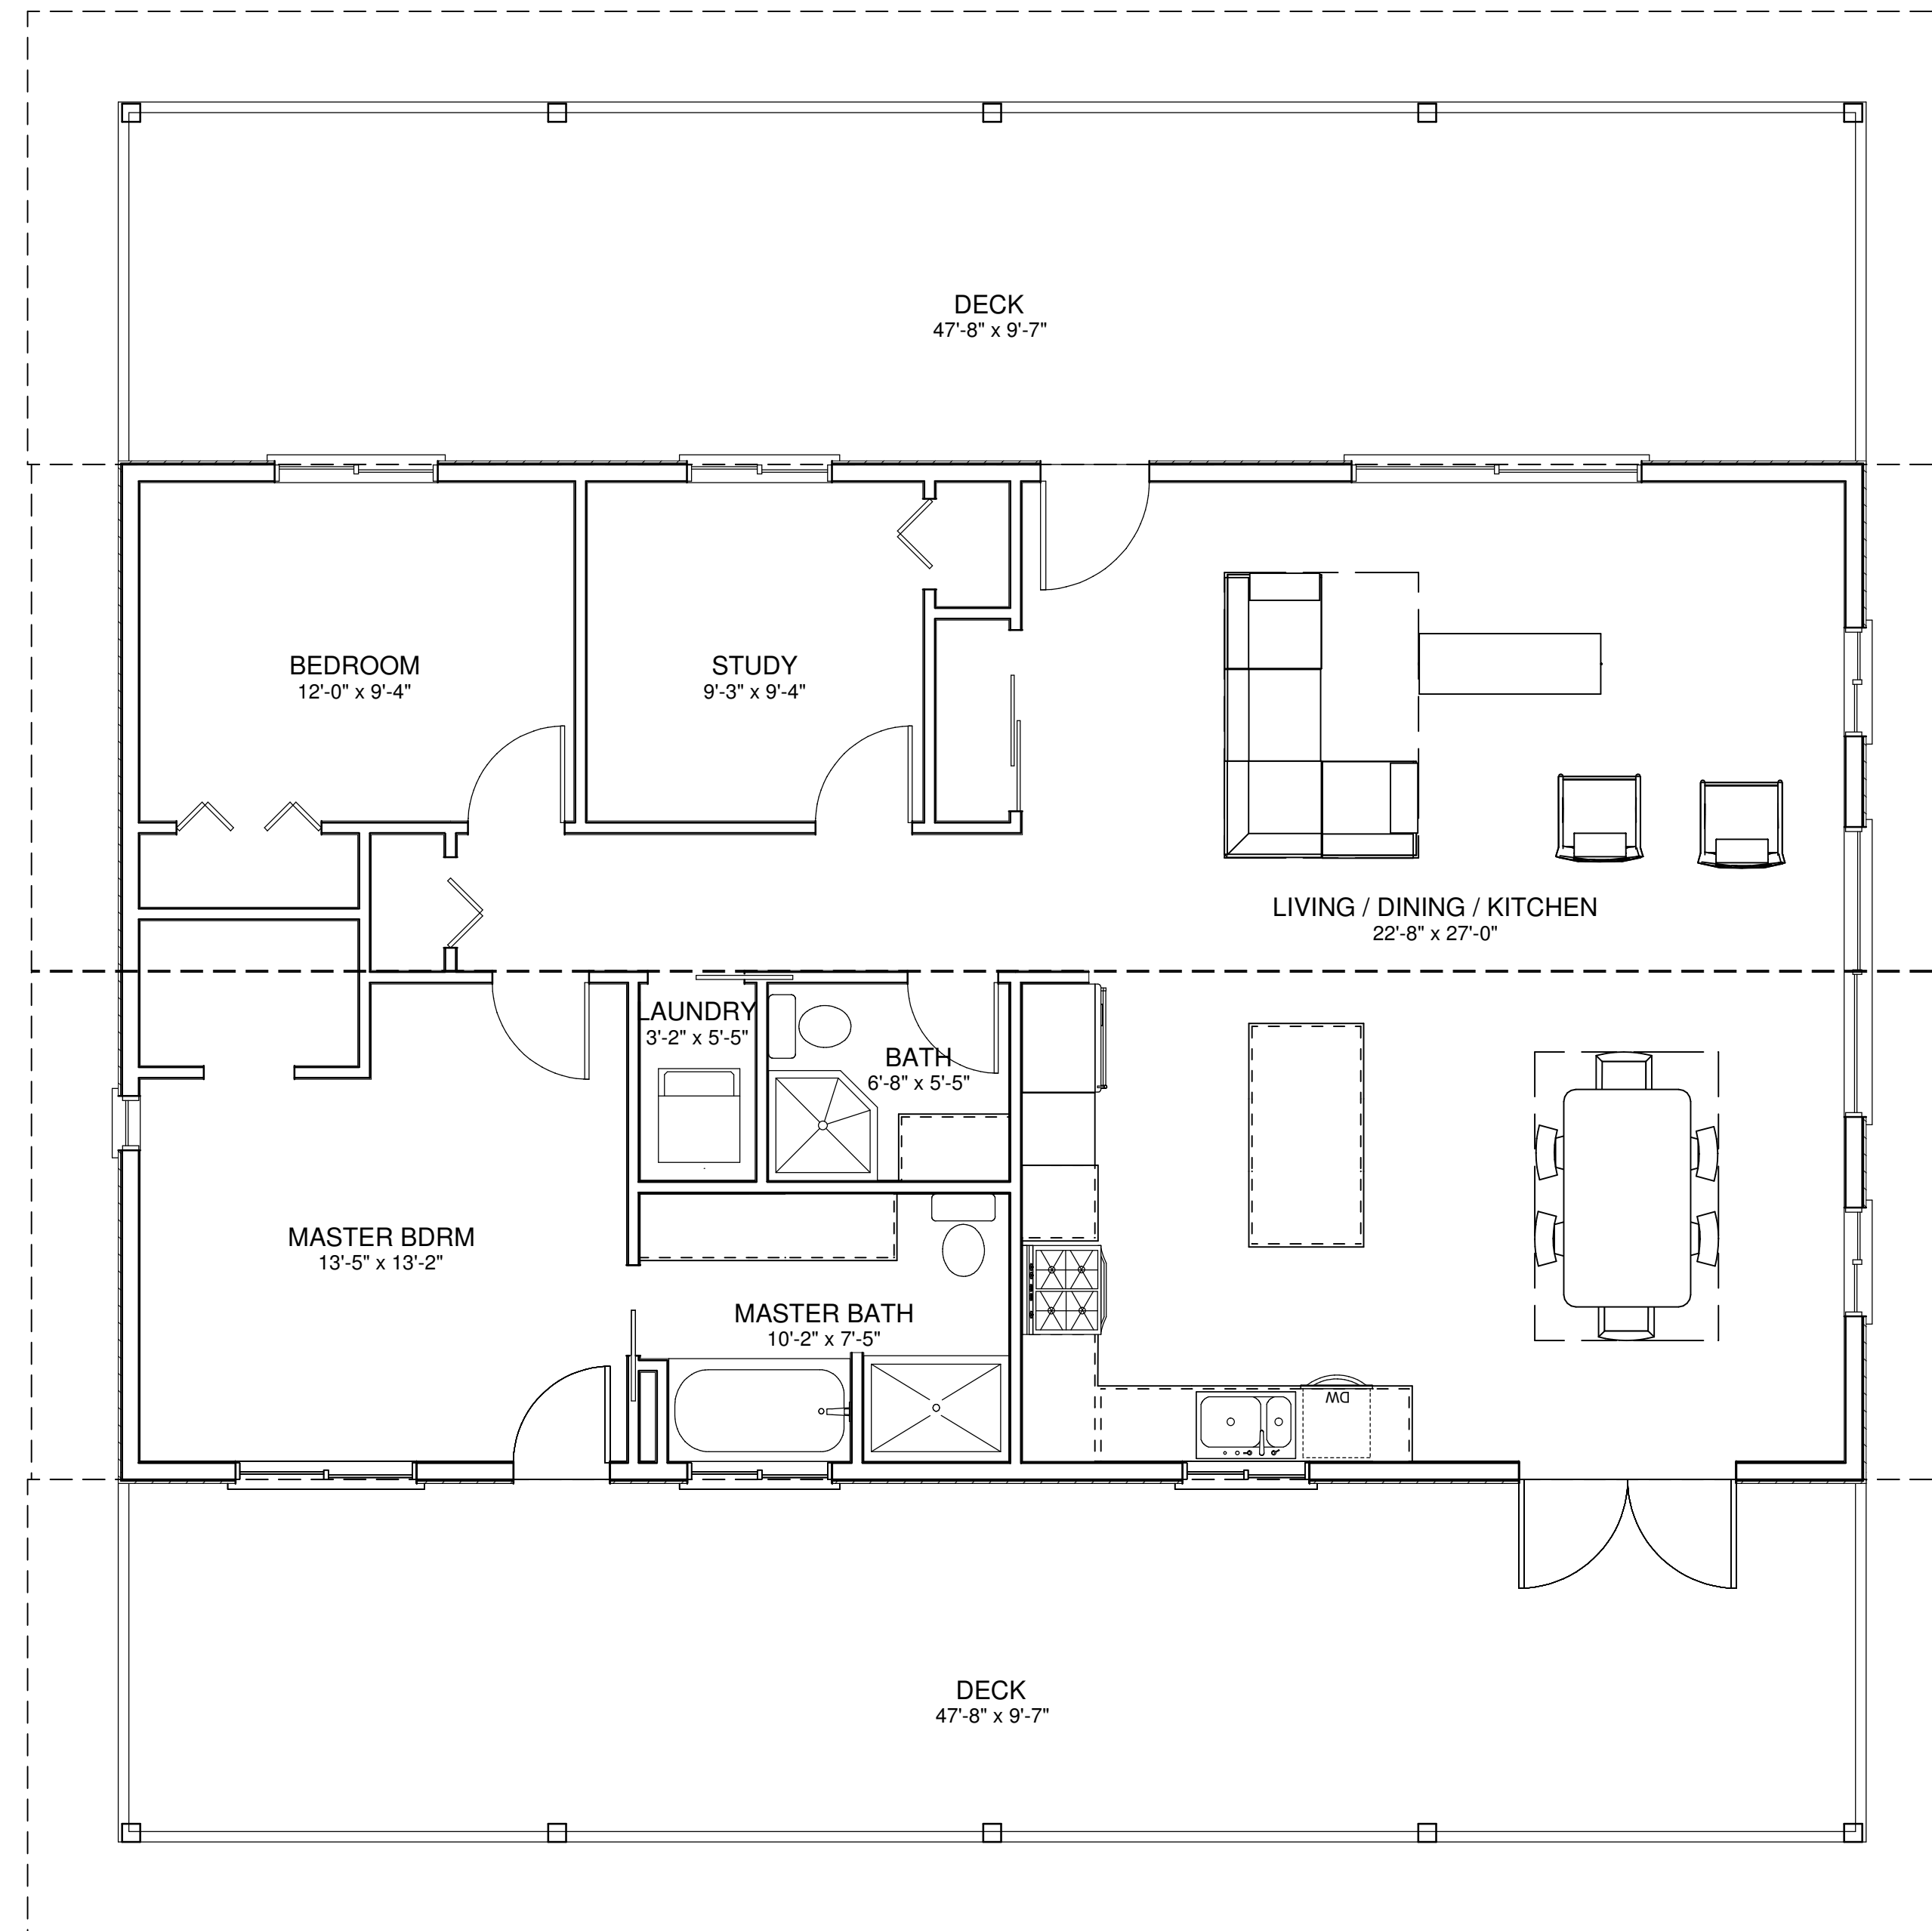 DECK
47'-8" x 9'-7"
BEDROOM
12'-0" x 9'-4"
STUDY
9'-3" x 9'-4"
LIVING / DINING / KITCHEN
22'-8" x 27'-0"
LAUNDRY
3'-2" x 5'-5"
BATH
6'-8" x 5'-5"
MASTER BDRM
13'-5" x 13'-2"
MASTER BATH
10'-2" x 7'-5"
DW
DECK
47'-8" x 9'-7"